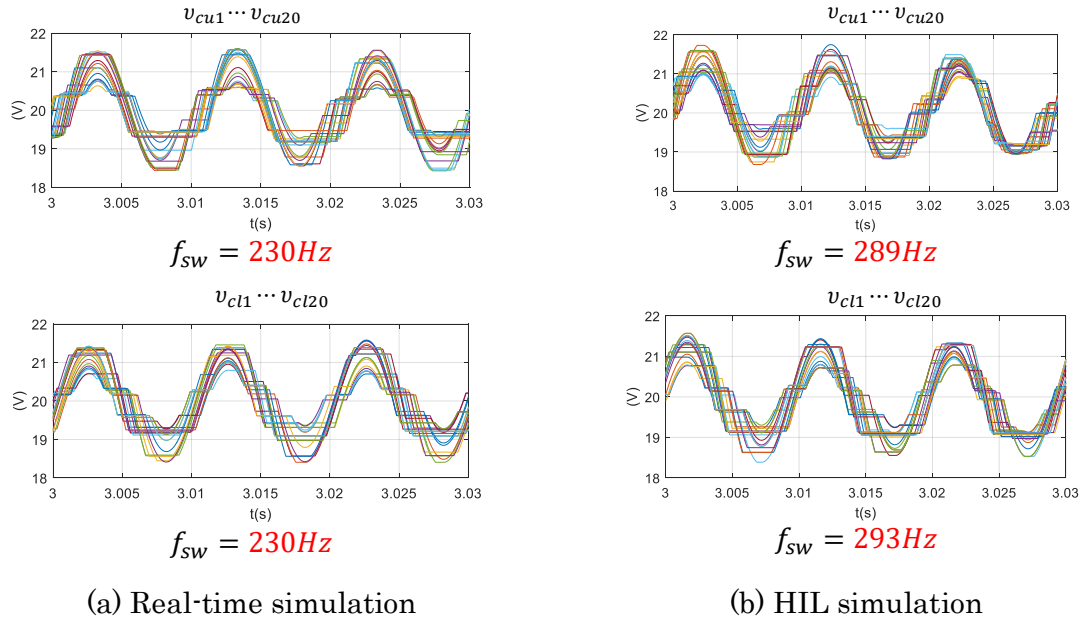 v_cu1 ⋯ v_cu20
22
21
20
19
18
(V)
3 3.005 3.01 3.015 3.02 3.025 3.03
t(s)
f_sw = 230Hz
v_cl1 ⋯ v_cl20
22
21
20
19
18
(V)
3 3.005 3.01 3.015 3.02 3.025 3.03
t(s)
f_sw = 230Hz
(a) Real-time simulation
v_cu1 ⋯ v_cu20
22
21
20
19
18
(V)
3 3.005 3.01 3.015 3.02 3.025 3.03
t(s)
f_sw = 289Hz
v_cl1 ⋯ v_cl20
22
21
20
19
18
(V)
3 3.005 3.01 3.015 3.02 3.025 3.03
t(s)
f_sw = 293Hz
(b) HIL simulation